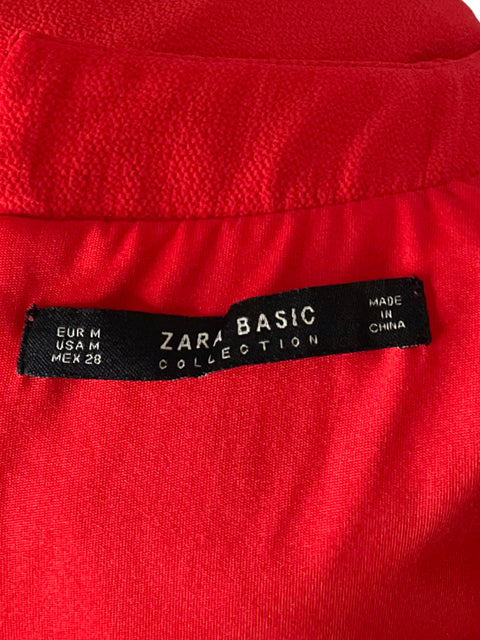 EUR M
USA M
MEX 28
ZARA BASIC
COLLECTION
MADE
IN
CHINA